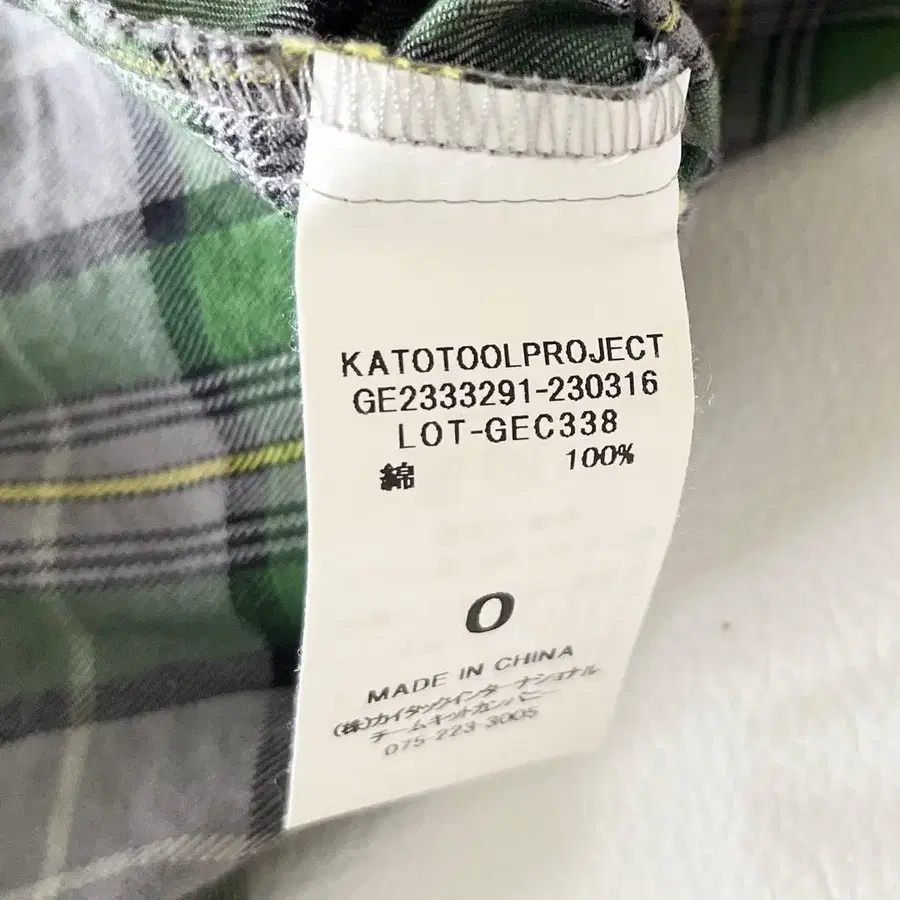 KATOTOOLPROJECT
GE2333291-230316
LOT-GEC338
綿 100%
0
MADE IN CHINA
(株)カイタックインターナショナル
チームキットカンパニー
075-223-3005